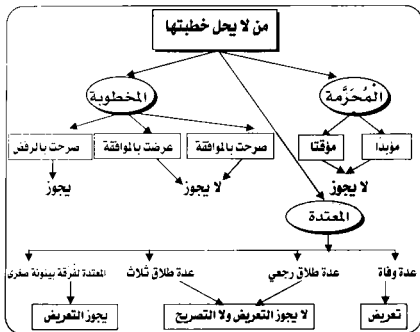 من لا يحل خطبتها
المُحَرَّمة
المخطوبة
مؤبدا
مؤقتا
صرحت بالموافقة
عرضت بالموافقة
صرحت بالرفض
لا يجوز
لا يجوز
يجوز
المعتدة
عدة وفاة
عدة طلاق رجعي
عدة طلاق ثلاث
المعتدة لفرقة بينونة صغرى
تعريض
لا يجوز التعريض ولا التصريح
يجوز التعريض